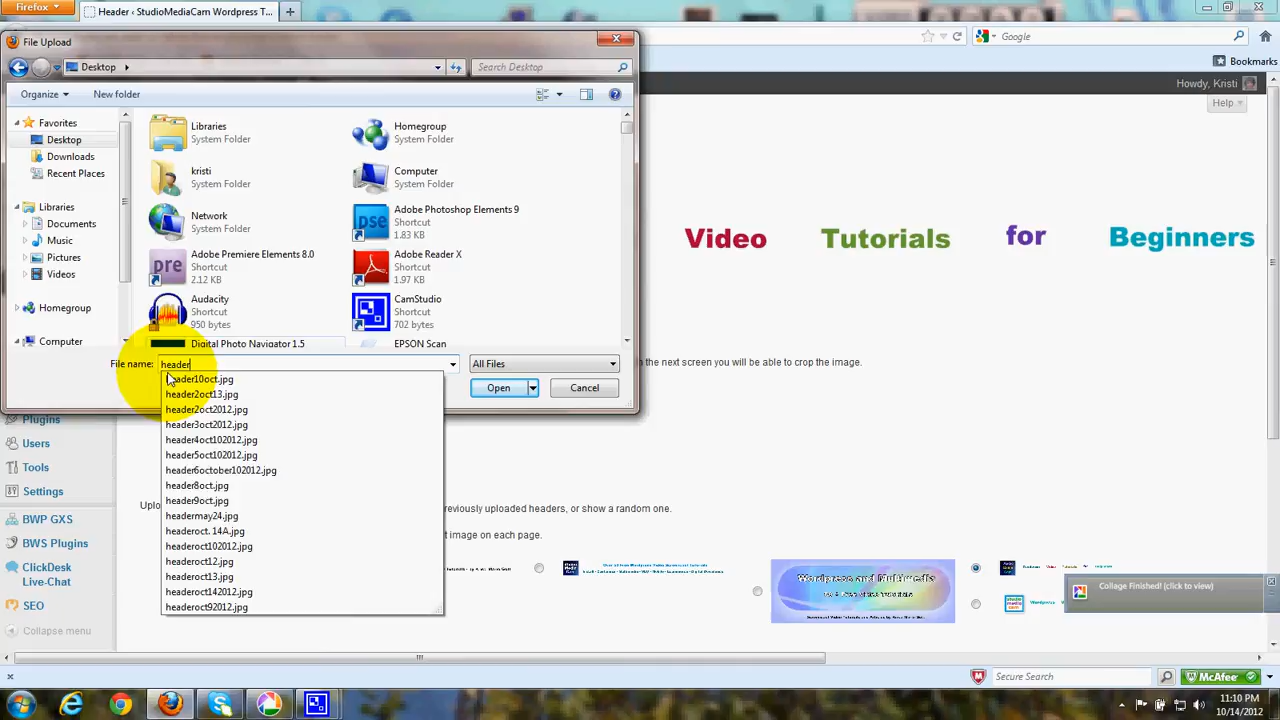 Firefox
Header ‹ StudioMediaCam Wordpress T...
File Upload
Google
Desktop
Search Desktop
Bookmarks
Howdy, Kristi
Help
Organize
New folder
Favorites
Desktop
Downloads
Recent Places
Libraries
Documents
Music
Pictures
Videos
Homegroup
Computer
Libraries
System Folder
Homegroup
System Folder
kristi
System Folder
Computer
System Folder
Network
System Folder
Adobe Photoshop Elements 9
Shortcut
1.83 KB
Adobe Premiere Elements 8.0
Shortcut
2.12 KB
Adobe Reader X
Shortcut
1.97 KB
Audacity
Shortcut
950 bytes
CamStudio
Shortcut
702 bytes
Digital Photo Navigator 1.5
EPSON Scan
Video Tutorials for Beginners
File name: header
All Files
Open
Cancel
header10oct.jpg
header2oct13.jpg
header2oct2012.jpg
header3oct2012.jpg
header4oct102012.jpg
header5oct102012.jpg
header6october102012.jpg
header8oct.jpg
header9oct.jpg
headermay24.jpg
headeroct. 14A.jpg
headeroct102012.jpg
headeroct12.jpg
headeroct142012.jpg
headeroct92012.jpg
the next screen you will be able to crop the image.
Plugins
Users
Tools
Settings
BWP GXS
BWS Plugins
ClickDesk
Live-Chat
SEO
Collapse menu
reviously uploaded headers, or show a random one.
t image on each page.
Wordpress and Multimedia
Collage Finished! (click to view)
Secure Search
McAfee
11:10 PM
10/14/2012